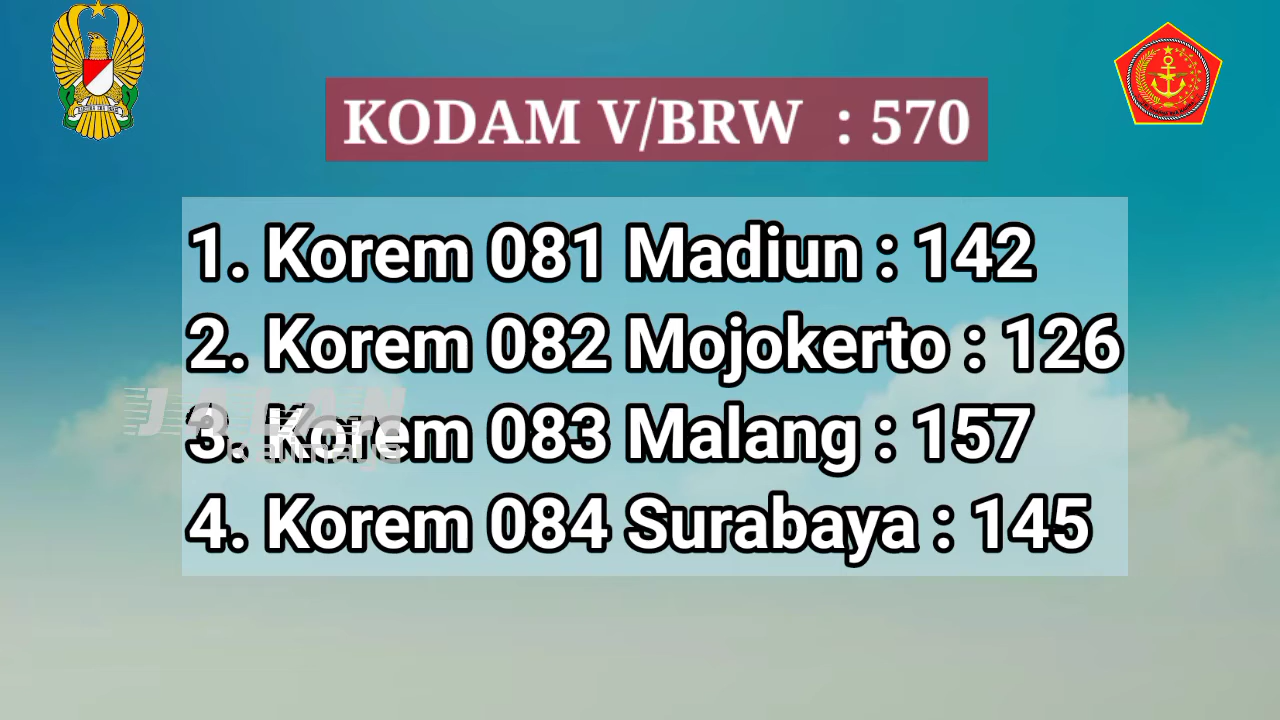 KODAM V/BRW : 570
1. Korem 081 Madiun : 142
2. Korem 082 Mojokerto : 126
3. Korem 083 Malang : 157
4. Korem 084 Surabaya : 145
JALAN